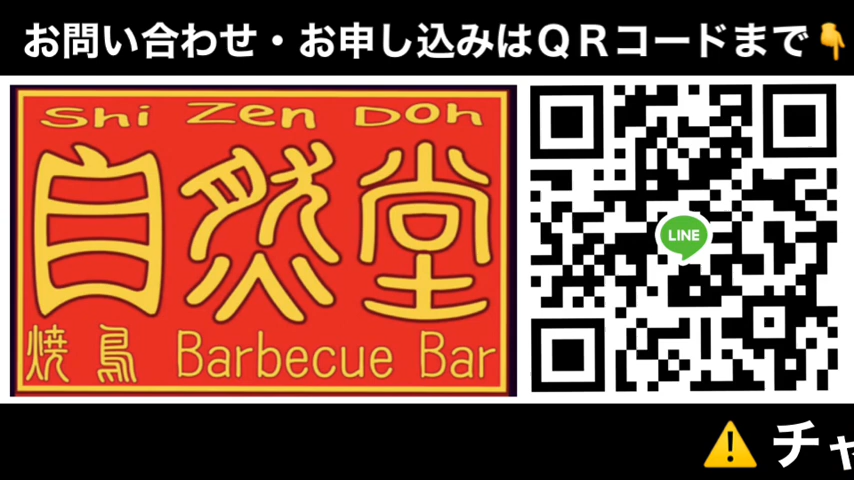 お問い合わせ・お申し込みはQRコードまで👇
Shi Zen Doh
自然堂
焼鳥 Barbecue Bar
LINE
⚠️チャ